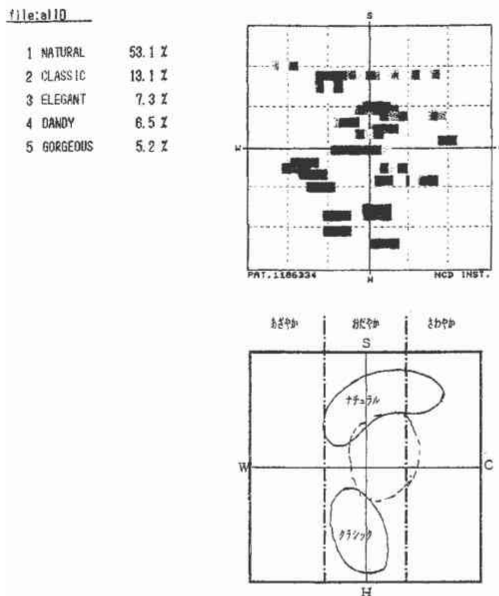 file:all0
1 NATURAL 53.1 %
2 CLASSIC 13.1 %
3 ELEGANT 7.3 %
4 DANDY 6.5 %
5 GORGEOUS 5.2 %
S
W
H
PAT.1106334 NCD INST.
あざやか おだやか さわやか
S
ナチュラル
W C
クラシック
H